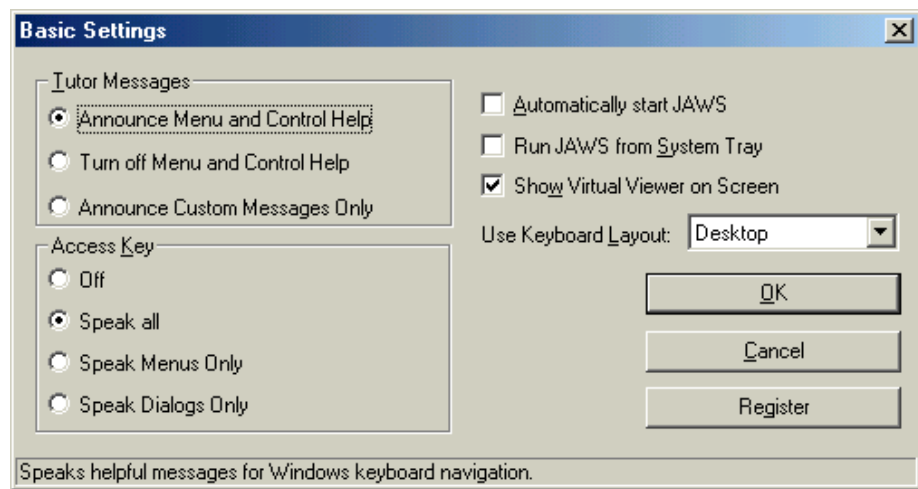 Basic Settings
Tutor Messages
Announce Menu and Control Help
Turn off Menu and Control Help
Announce Custom Messages Only
Access Key
Off
Speak all
Speak Menus Only
Speak Dialogs Only
Automatically start JAWS
Run JAWS from System Tray
Show Virtual Viewer on Screen
Use Keyboard Layout: Desktop
OK
Cancel
Register
Speaks helpful messages for Windows keyboard navigation.